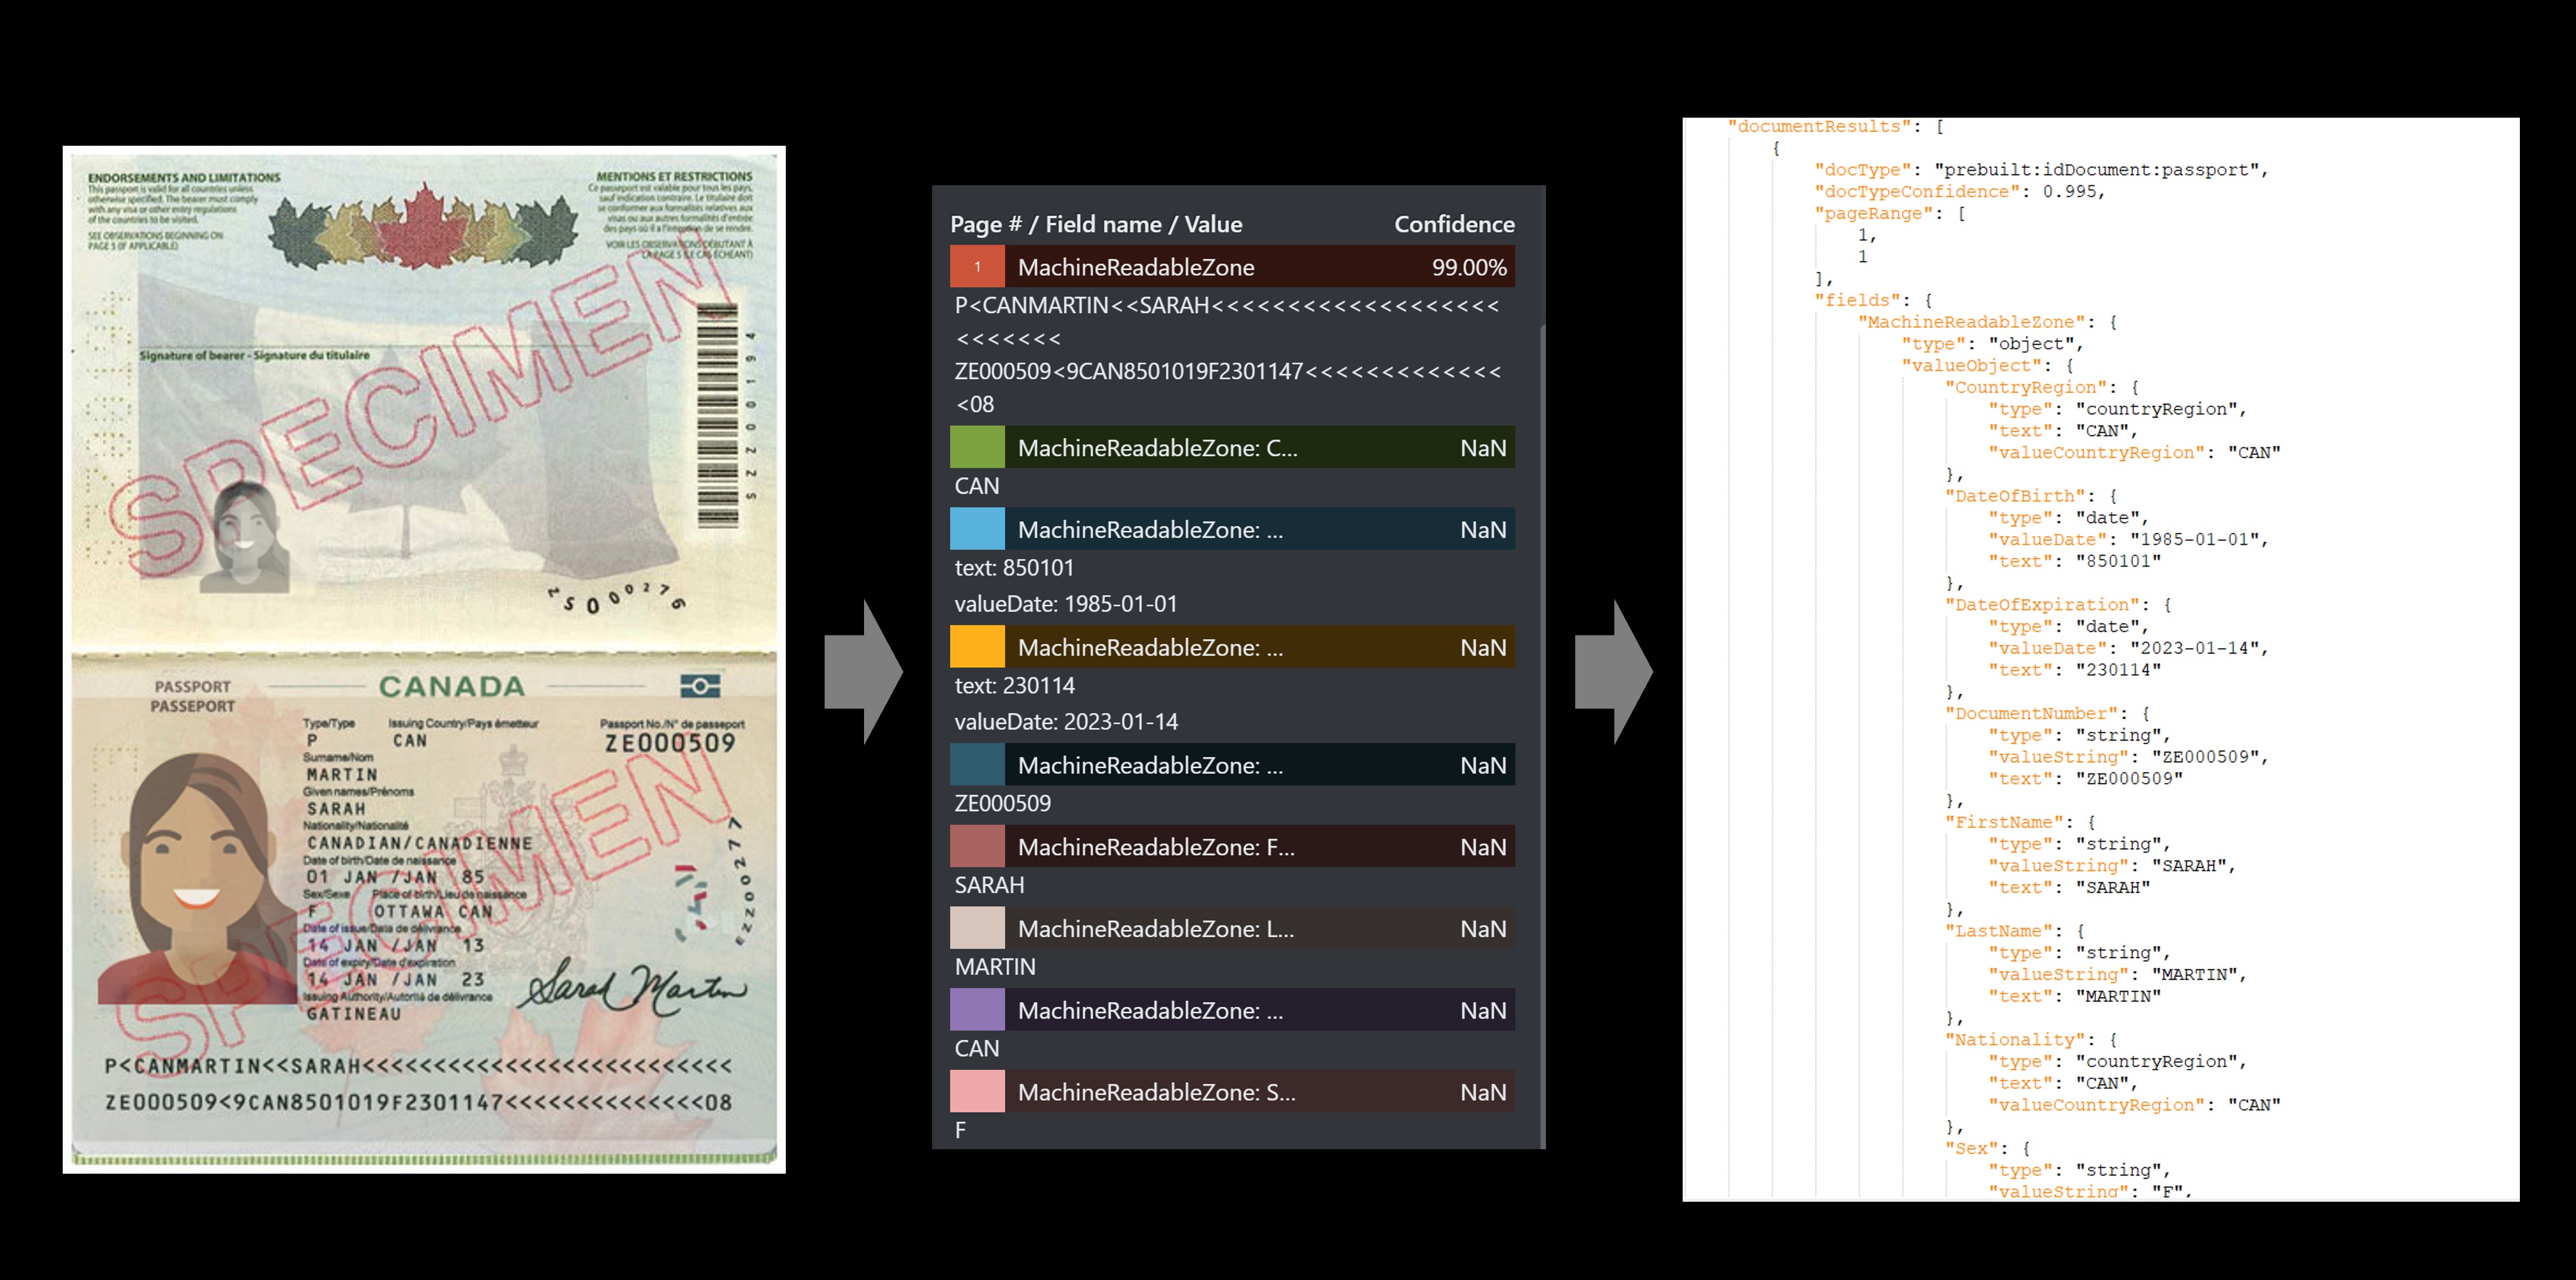 ENDORSEMENTS AND LIMITATIONS
This passport is valid for all countries unless
otherwise specified. The bearer must comply
with any visa or other entry regulations
of the countries to be visited.
SEE OBSERVATIONS BEGINNING ON
PAGE 5 (IF APPLICABLE)
MENTIONS ET RESTRICTIONS
Ce passeport est valable pour tous les pays,
sauf indication contraire. Le titulaire doit
se conformer aux formalités relatives aux
visas ou aux autres formalités d'entrée
des pays où il a l'intention de se rendre.
VOIR LES OBSERVATIONS DÉBUTANT À
LA PAGE 5 (LE CAS ÉCHÉANT)
SPECIMEN
Signature of bearer - Signature du titulaire
PASSPORT
PASSEPORT
CANADA
Type/Type Issuing Country/Pays émetteur Passport No./N° de passeport
P CAN ZE000509
Surname/Nom
MARTIN
Given names/Prénoms
SARAH
Nationality/Nationalité
CANADIAN/CANADIENNE
Date of birth/Date de naissance
01 JAN /JAN 85
Sex/Sexe Place of birth/Lieu de naissance
F OTTAWA CAN
Date of issue/Date de délivrance
14 JAN /JAN 13
Date of expiry/Date d'expiration
14 JAN /JAN 23
Issuing Authority/Autorité de délivrance
GATINEAU
Sarah Martin
SPECIMEN
P<CANMARTIN<<SARAH<<<<<<<<<<<<<<<<<<<<<<<<<<
ZE000509<9CAN8501019F2301147<<<<<<<<<<<<<<08
Page # / Field name / Value Confidence
1 MachineReadableZone 99.00%
P<CANMARTIN<<SARAH<<<<<<<<<<<<<<<<<<<
<<<<<<<
ZE000509<9CAN8501019F2301147<<<<<<<<<<<<<
<08
MachineReadableZone: C... NaN
CAN
MachineReadableZone: ... NaN
text: 850101
valueDate: 1985-01-01
MachineReadableZone: ... NaN
text: 230114
valueDate: 2023-01-14
MachineReadableZone: ... NaN
ZE000509
MachineReadableZone: F... NaN
SARAH
MachineReadableZone: L... NaN
MARTIN
MachineReadableZone: ... NaN
CAN
MachineReadableZone: S... NaN
F
"documentResults": [
{
"docType": "prebuilt:idDocument:passport",
"docTypeConfidence": 0.995,
"pageRange": [
1,
1
],
"fields": {
"MachineReadableZone": {
"type": "object",
"valueObject": {
"CountryRegion": {
"type": "countryRegion",
"text": "CAN",
"valueCountryRegion": "CAN"
},
"DateOfBirth": {
"type": "date",
"valueDate": "1985-01-01",
"text": "850101"
},
"DateOfExpiration": {
"type": "date",
"valueDate": "2023-01-14",
"text": "230114"
},
"DocumentNumber": {
"type": "string",
"valueString": "ZE000509",
"text": "ZE000509"
},
"FirstName": {
"type": "string",
"valueString": "SARAH",
"text": "SARAH"
},
"LastName": {
"type": "string",
"valueString": "MARTIN",
"text": "MARTIN"
},
"Nationality": {
"type": "countryRegion",
"text": "CAN",
"valueCountryRegion": "CAN"
},
"Sex": {
"type": "string",
"valueString": "F",